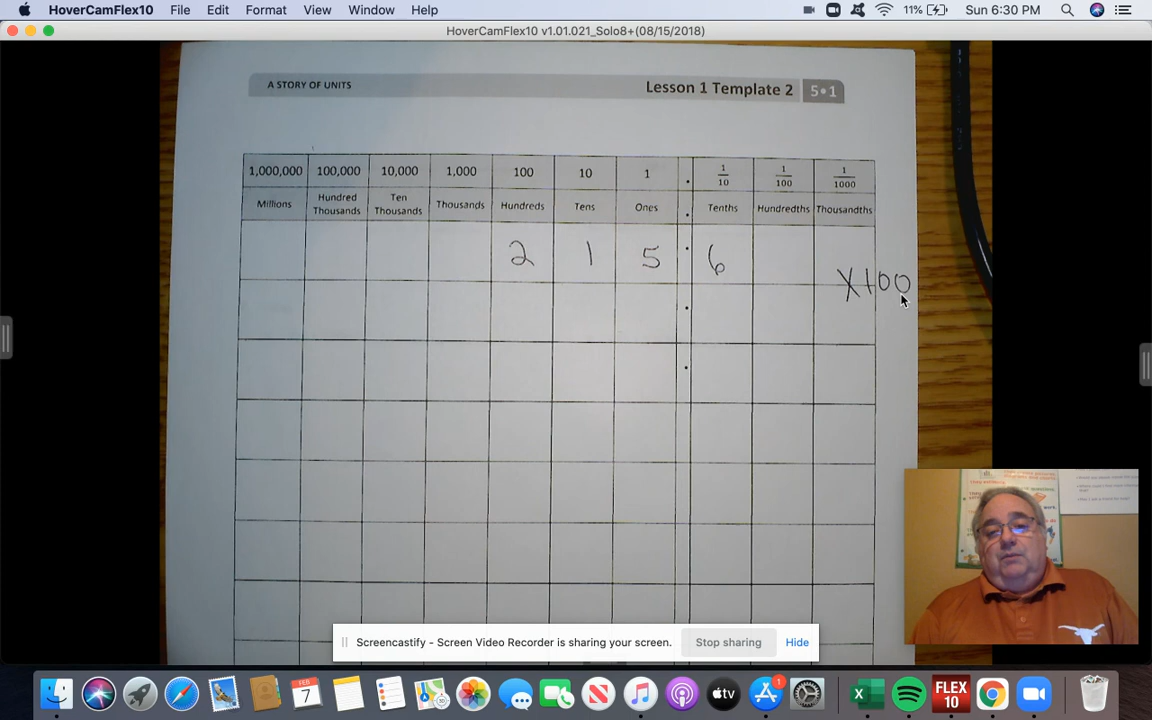 HoverCamFlex10 File Edit Format View Window Help 11% Sun 6:30 PM
HoverCamFlex10 v1.01.021_Solo8+(08/15/2018)
A STORY OF UNITS Lesson 1 Template 2 5•1
1,000,000 100,000 10,000 1,000 100 10 1 . 1/10 1/100 1/1000
Millions Hundred Thousands Ten Thousands Thousands Hundreds Tens Ones . Tenths Hundredths Thousandths
2 1 5 . 6
X100
Screencastify - Screen Video Recorder is sharing your screen. Stop sharing Hide
FEB
7
tv
1
FLEX
10